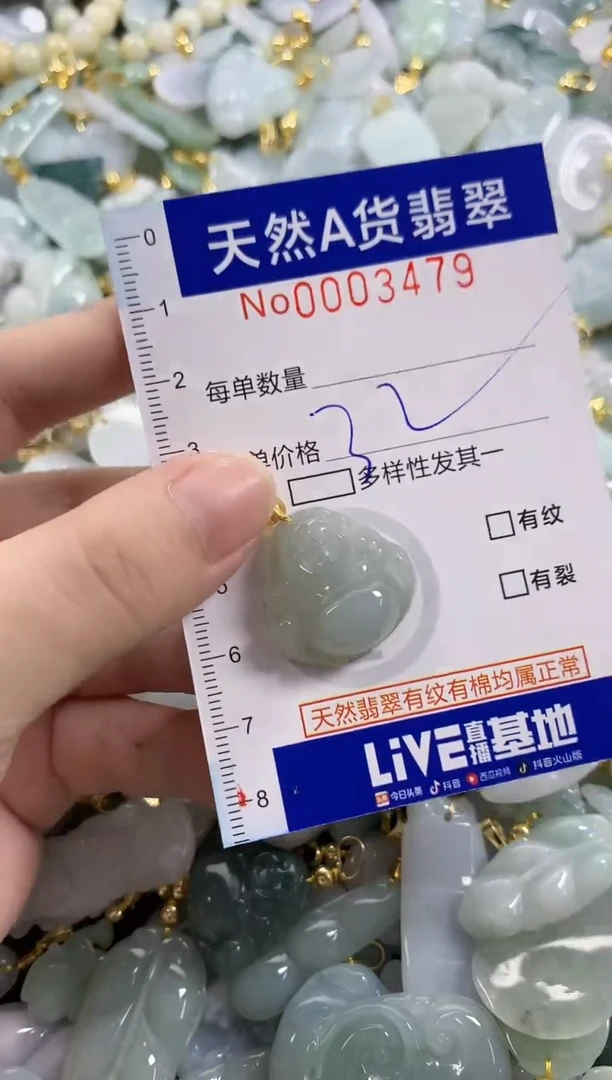 天然A货翡翠
No0003479
每单数量
单价格 32
多样性发其一
有纹
有裂
天然翡翠有纹有棉均属正常
LiVE直播基地
今日头条 抖音 西瓜视频 抖音火山版
0
1
2
3
5
6
7
8